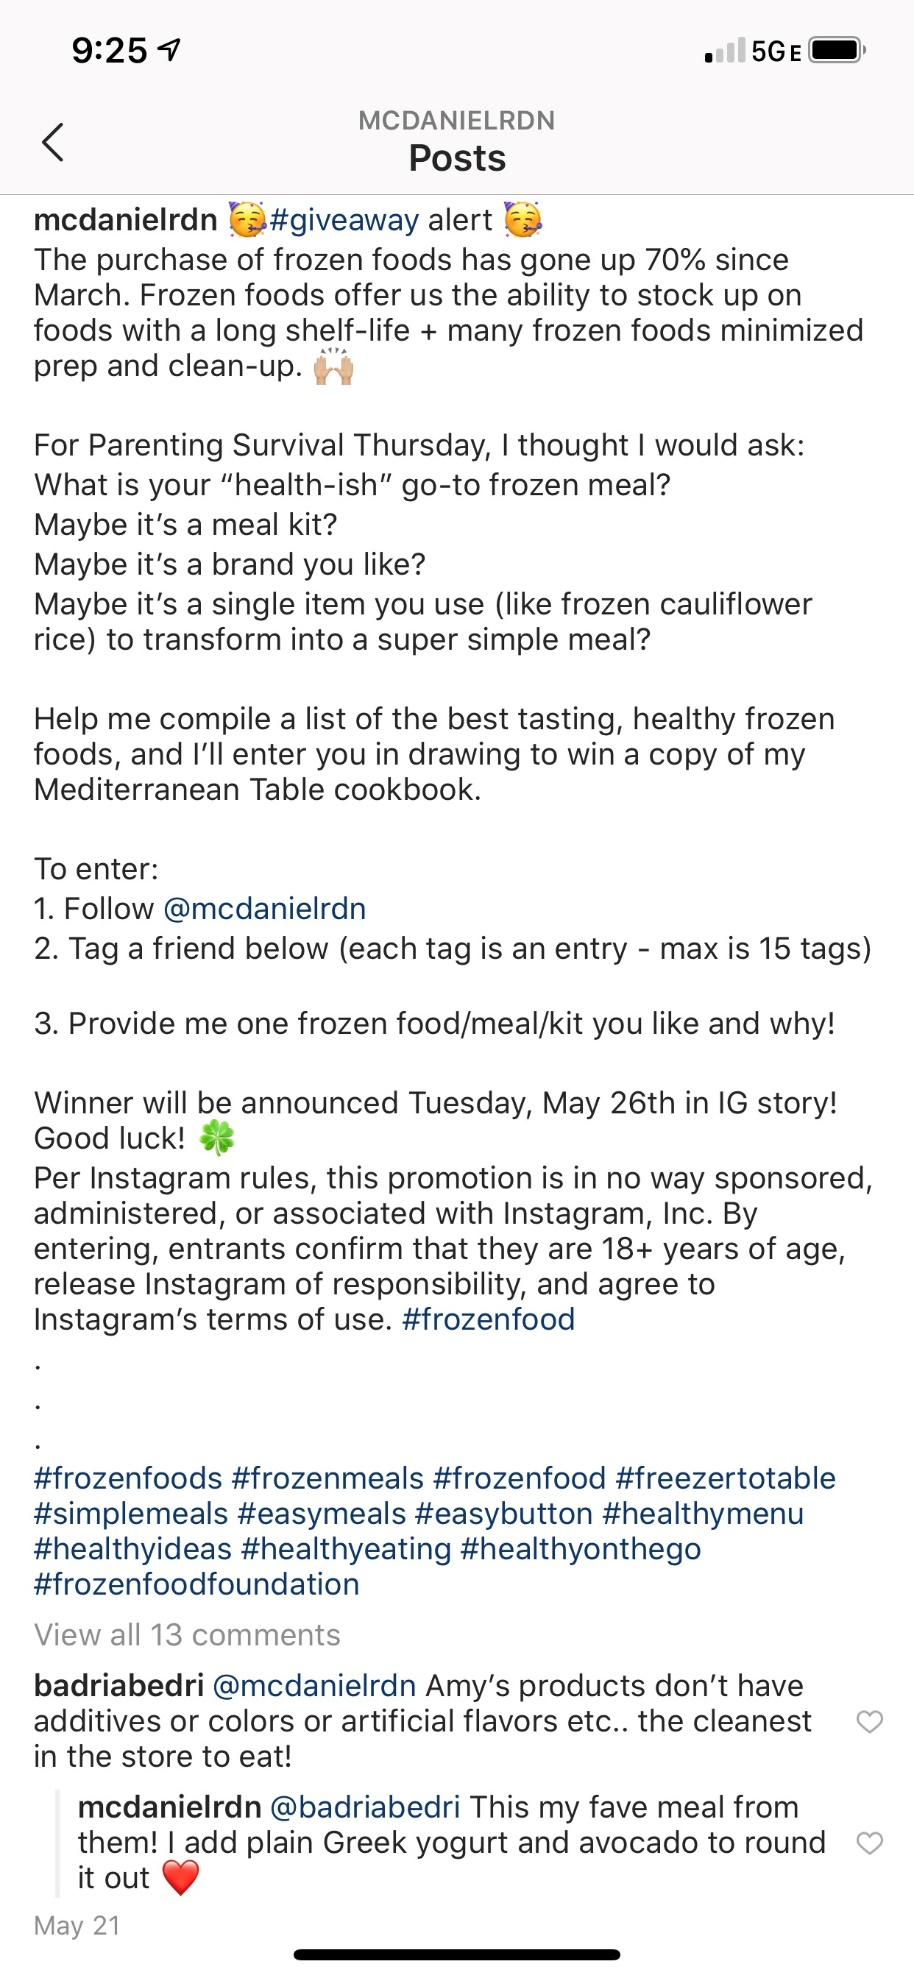 9:25
5GE
MCDANIELRDN
Posts
mcdanielrdn 🥳#giveaway alert 🥳
The purchase of frozen foods has gone up 70% since
March. Frozen foods offer us the ability to stock up on
foods with a long shelf-life + many frozen foods minimized
prep and clean-up. 🙌🏼
For Parenting Survival Thursday, I thought I would ask:
What is your “health-ish” go-to frozen meal?
Maybe it’s a meal kit?
Maybe it’s a brand you like?
Maybe it’s a single item you use (like frozen cauliflower
rice) to transform into a super simple meal?
Help me compile a list of the best tasting, healthy frozen
foods, and I’ll enter you in drawing to win a copy of my
Mediterranean Table cookbook.
To enter:
1. Follow @mcdanielrdn
2. Tag a friend below (each tag is an entry - max is 15 tags)
3. Provide me one frozen food/meal/kit you like and why!
Winner will be announced Tuesday, May 26th in IG story!
Good luck! 🍀
Per Instagram rules, this promotion is in no way sponsored,
administered, or associated with Instagram, Inc. By
entering, entrants confirm that they are 18+ years of age,
release Instagram of responsibility, and agree to
Instagram’s terms of use. #frozenfood
.
.
.
#frozenfoods #frozenmeals #frozenfood #freezertotable
#simplemeals #easymeals #easybutton #healthymenu
#healthyideas #healthyeating #healthyonthego
#frozenfoodfoundation
View all 13 comments
badriabedri @mcdanielrdn Amy’s products don’t have
additives or colors or artificial flavors etc.. the cleanest
in the store to eat!
mcdanielrdn @badriabedri This my fave meal from
them! I add plain Greek yogurt and avocado to round
it out ❤️
May 21